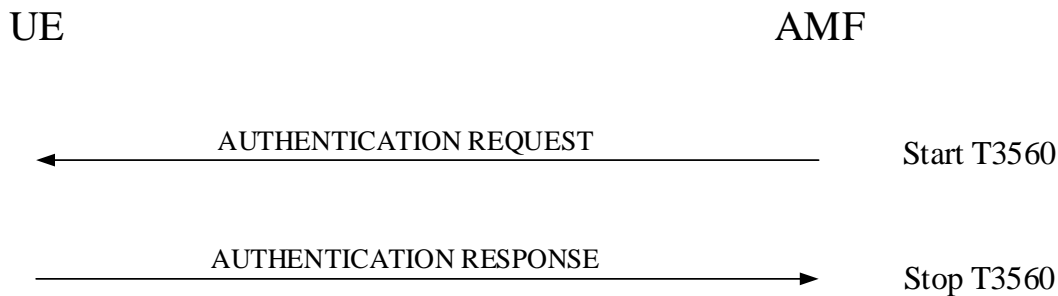 UE AMF
AUTHENTICATION REQUEST Start T3560
AUTHENTICATION RESPONSE Stop T3560